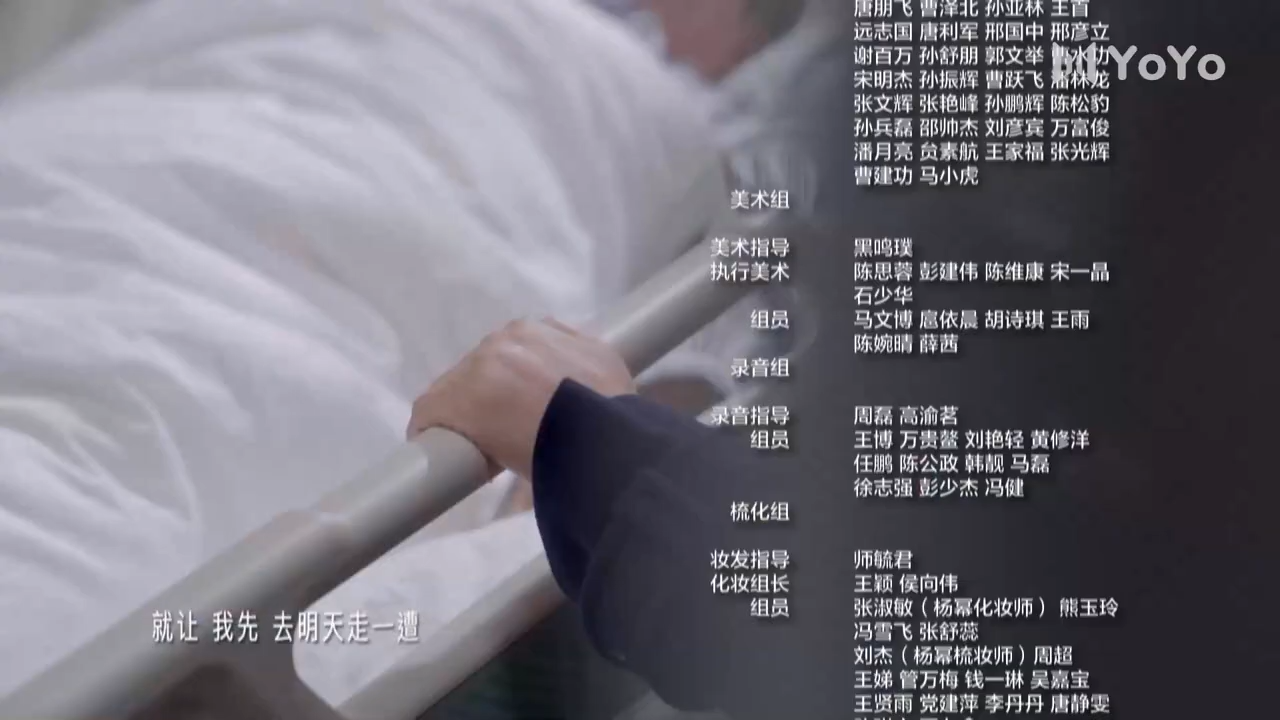 唐朋飞 曹泽北 孙亚林 王首
远志国 唐利军 邢国中 邢彦立
谢百万 孙舒朋 郭文举 曹水功
YoYo
宋明杰 孙振辉 曹跃飞 潘林龙
张文辉 张艳峰 孙鹏辉 陈松豹
孙兵磊 邵帅杰 刘彦宾 万富俊
潘月亮 贠素航 王家福 张光辉
曹建功 马小虎
美术组
美术指导 黑鸣璞
执行美术 陈思蓉 彭建伟 陈维康 宋一晶
石少华
组员 马文博 扈依晨 胡诗琪 王雨
陈婉晴 薛茜
录音组
录音指导 周磊 高渝茗
组员 王博 万贵鳌 刘艳轻 黄修洋
任鹏 陈公政 韩靓 马磊
徐志强 彭少杰 冯健
梳化组
妆发指导 师毓君
化妆组长 王颖 侯向伟
组员 张淑敏（杨幂化妆师） 熊玉玲
冯雪飞 张舒蕊
刘杰（杨幂梳妆师）周超
王娣 管万梅 钱一琳 吴嘉宝
王贤雨 党建萍 李丹丹 唐静雯
就让 我先 去明天走一遭